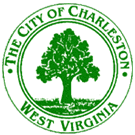 THE CITY OF CHARLESTON
WEST VIRGINIA